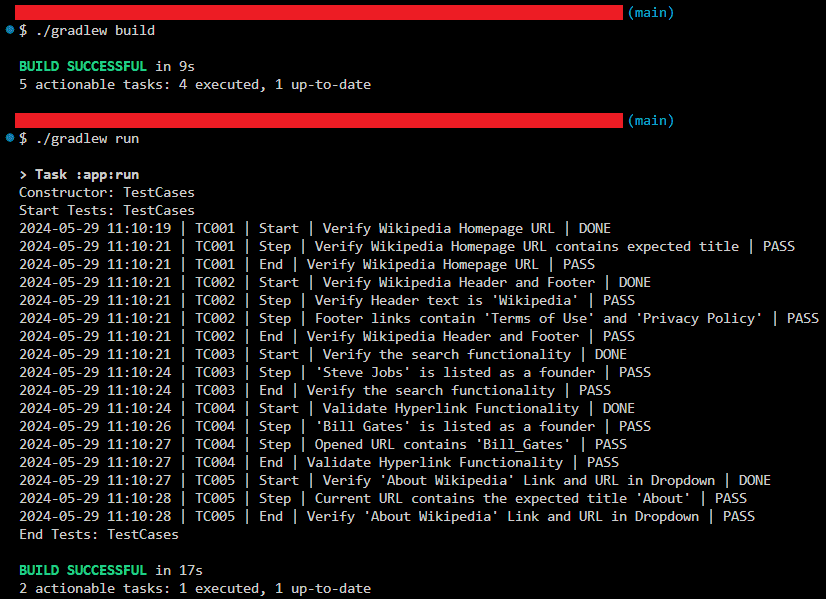 (main)
$ ./gradlew build
BUILD SUCCESSFUL in 9s
5 actionable tasks: 4 executed, 1 up-to-date
(main)
$ ./gradlew run
> Task :app:run
Constructor: TestCases
Start Tests: TestCases
2024-05-29 11:10:19 | TC001 | Start | Verify Wikipedia Homepage URL | DONE
2024-05-29 11:10:21 | TC001 | Step | Verify Wikipedia Homepage URL contains expected title | PASS
2024-05-29 11:10:21 | TC001 | End | Verify Wikipedia Homepage URL | PASS
2024-05-29 11:10:21 | TC002 | Start | Verify Wikipedia Header and Footer | DONE
2024-05-29 11:10:21 | TC002 | Step | Verify Header text is 'Wikipedia' | PASS
2024-05-29 11:10:21 | TC002 | Step | Footer links contain 'Terms of Use' and 'Privacy Policy' | PASS
2024-05-29 11:10:21 | TC002 | End | Verify Wikipedia Header and Footer | PASS
2024-05-29 11:10:21 | TC003 | Start | Verify the search functionality | DONE
2024-05-29 11:10:24 | TC003 | Step | 'Steve Jobs' is listed as a founder | PASS
2024-05-29 11:10:24 | TC003 | End | Verify the search functionality | PASS
2024-05-29 11:10:24 | TC004 | Start | Validate Hyperlink Functionality | DONE
2024-05-29 11:10:26 | TC004 | Step | 'Bill Gates' is listed as a founder | PASS
2024-05-29 11:10:27 | TC004 | Step | Opened URL contains 'Bill_Gates' | PASS
2024-05-29 11:10:27 | TC004 | End | Validate Hyperlink Functionality | PASS
2024-05-29 11:10:27 | TC005 | Start | Verify 'About Wikipedia' Link and URL in Dropdown | DONE
2024-05-29 11:10:28 | TC005 | Step | Current URL contains the expected title 'About' | PASS
2024-05-29 11:10:28 | TC005 | End | Verify 'About Wikipedia' Link and URL in Dropdown | PASS
End Tests: TestCases
BUILD SUCCESSFUL in 17s
2 actionable tasks: 1 executed, 1 up-to-date